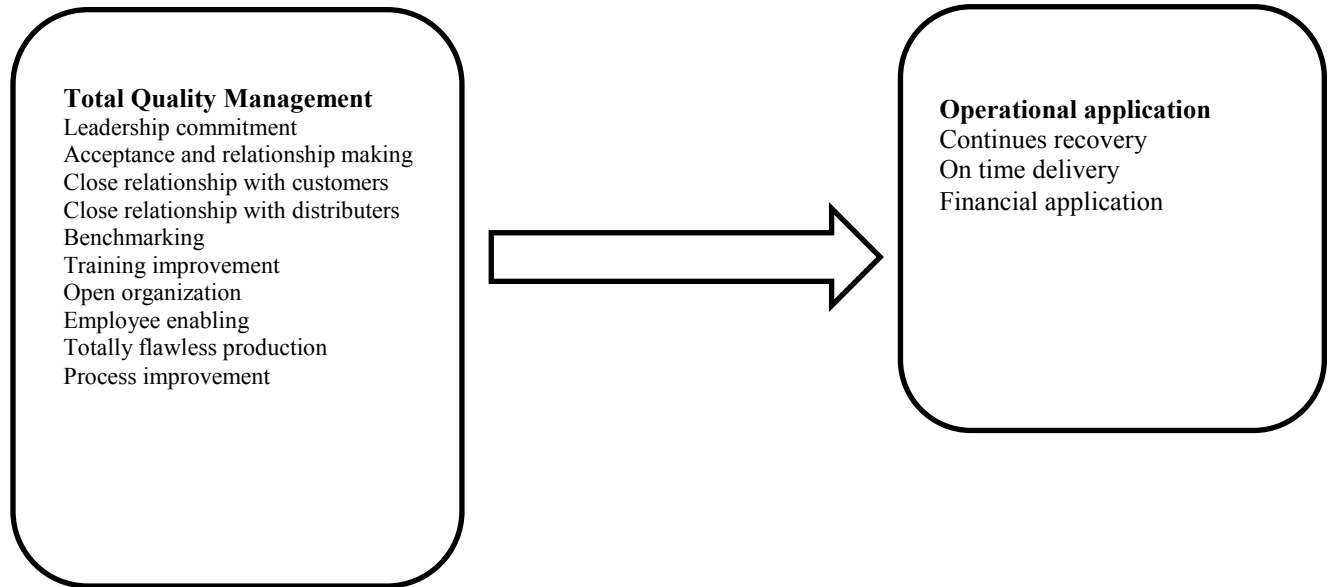 Total Quality Management
Leadership commitment
Acceptance and relationship making
Close relationship with customers
Close relationship with distributers
Benchmarking
Training improvement
Open organization
Employee enabling
Totally flawless production
Process improvement
Operational application
Continues recovery
On time delivery
Financial application